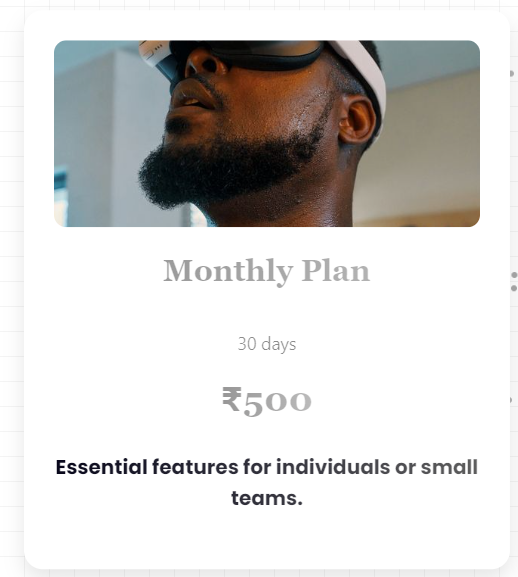 Monthly Plan
30 days
₹500
Essential features for individuals or small
teams.